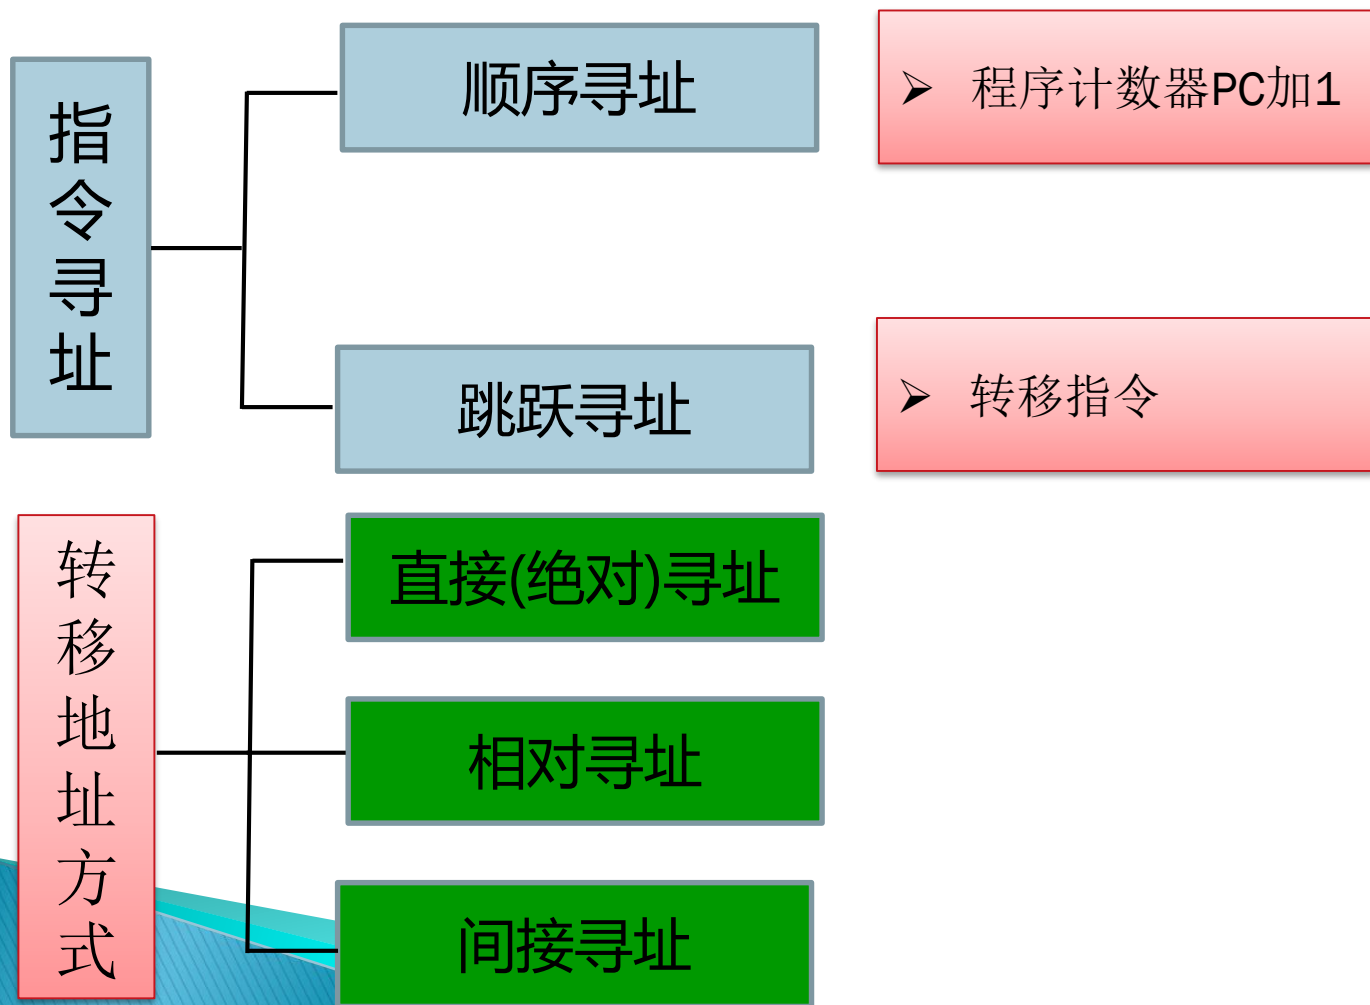 指令寻址
顺序寻址
➢ 程序计数器PC加1
跳跃寻址
➢ 转移指令
转移地址方式
直接(绝对)寻址
相对寻址
间接寻址